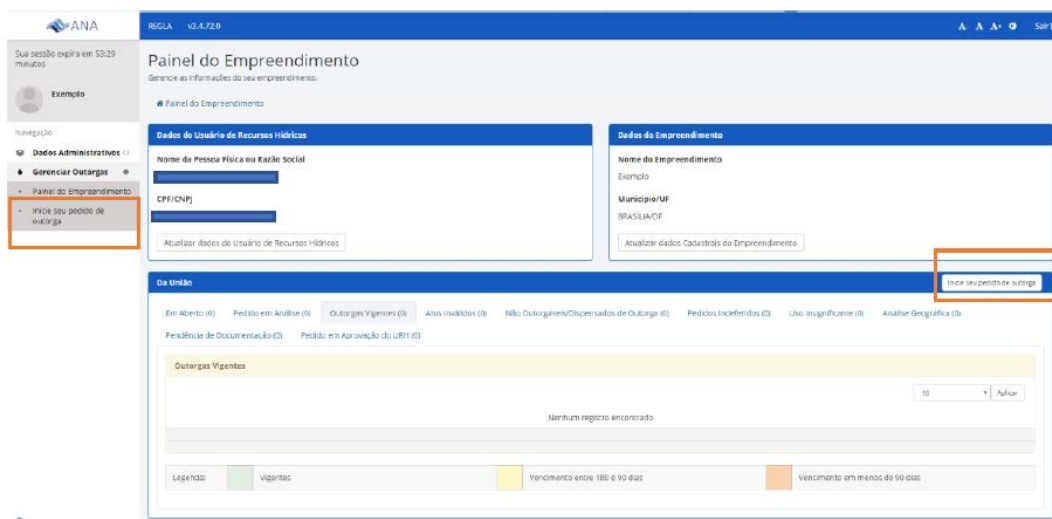 ANA
REGLA v3.4.72.0
A- A A+ Sair
Sua sessão expira em 53:29
minutos
Exemplo
Navegação
Dados Administrativos
Gerenciar Outorgas
Painel do Empreendimento
Inicie seu pedido de
outorga
Painel do Empreendimento
Gerencie as informações do seu empreendimento.
Painel do Empreendimento
Dados do Usuário de Recursos Hídricos
Nome da Pessoa Física ou Razão Social
CPF/CNPJ
Atualizar dados do Usuário de Recursos Hídricos
Dados do Empreendimento
Nome do Empreendimento
Exemplo
Município/UF
BRASÍLIA/DF
Atualizar dados Cadastrais do Empreendimento
Da União
Inicie seu pedido de outorga
Em Aberto (0) Pedido em Análise (0) Outorgas Vigentes (0) Atos Inválidos (0) Não Outorgáveis/Dispensados de Outorga (0) Pedidos Indeferidos (0) Uso Insignificante (0) Análise Geográfica (0)
Pendência de Documentação (0) Pedido em Aprovação do URH (0)
Outorgas Vigentes
10 Aplicar
Nenhum registro encontrado
Legenda: Vigentes Vencimento entre 180 e 90 dias Vencimento em menos de 90 dias